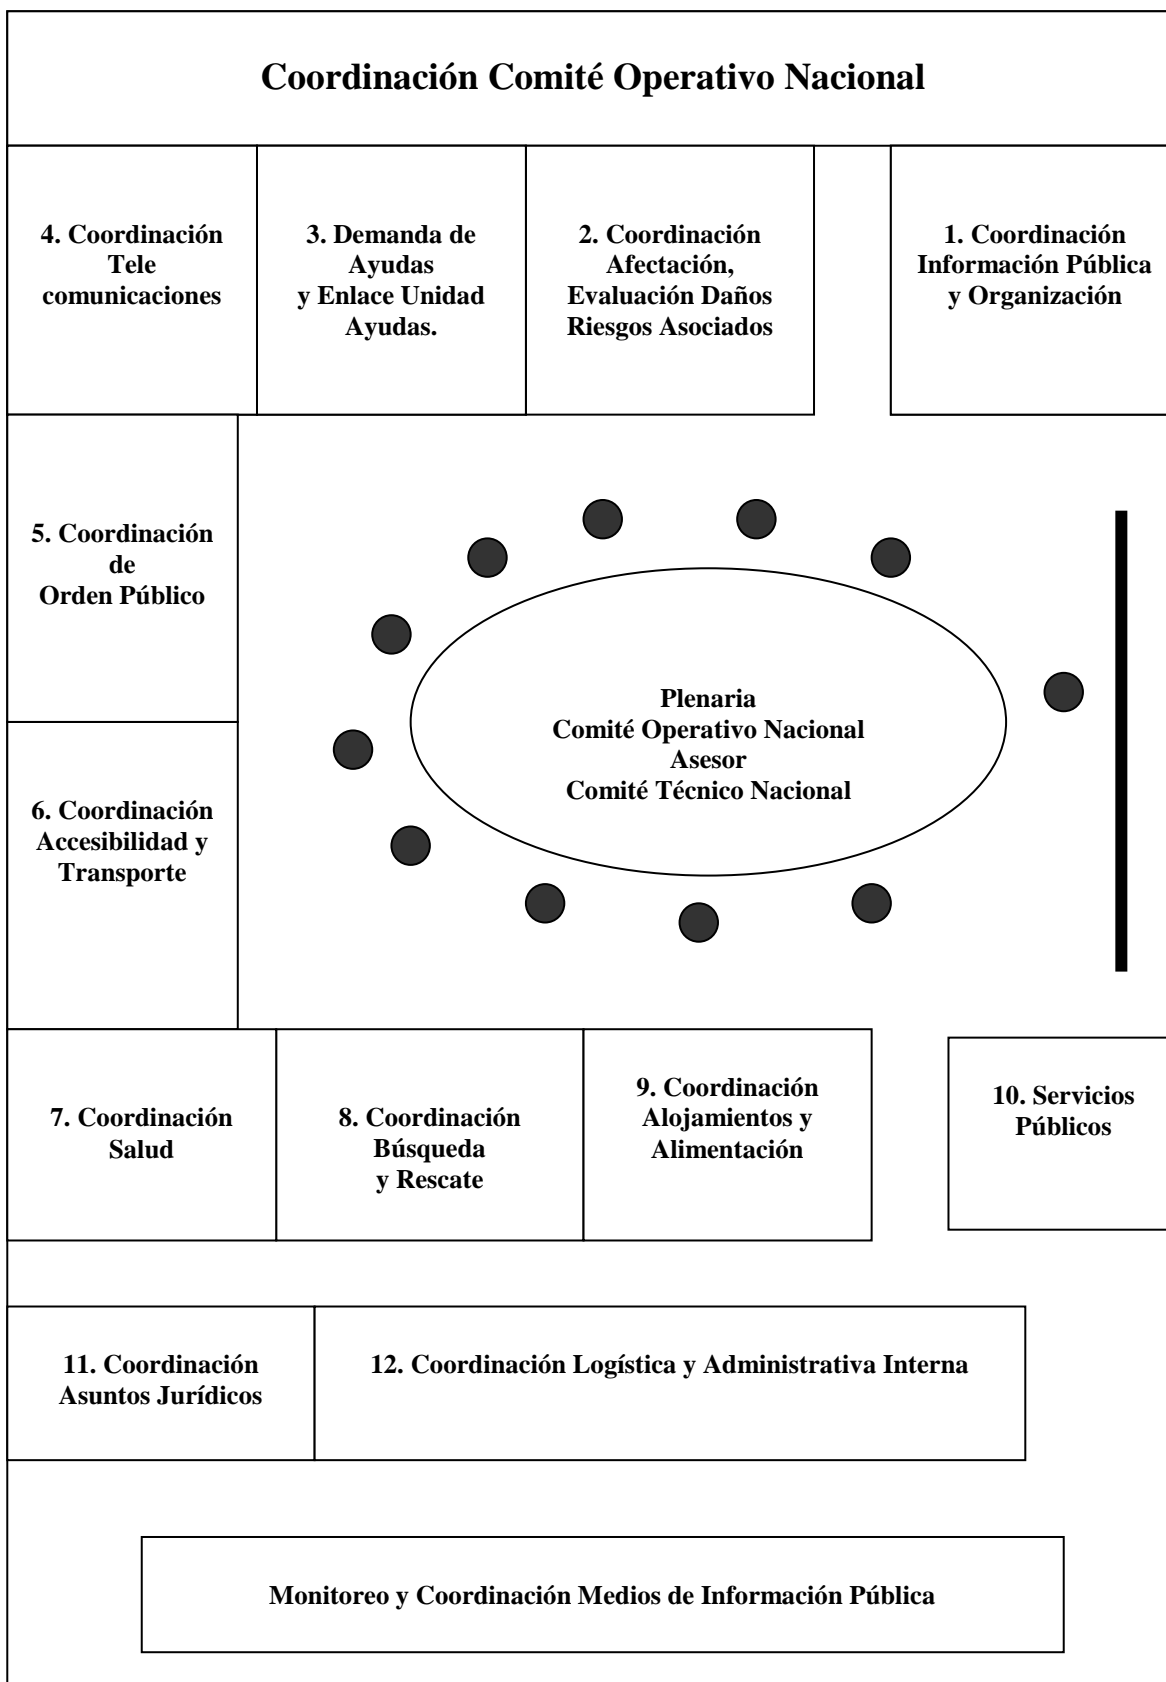 Coordinación Comité Operativo Nacional
4. Coordinación
Tele
comunicaciones
3. Demanda de
Ayudas
y Enlace Unidad
Ayudas.
2. Coordinación
Afectación,
Evaluación Daños
Riesgos Asociados
1. Coordinación
Información Pública
y Organización
5. Coordinación
de
Orden Público
Plenaria
Comité Operativo Nacional
Asesor
Comité Técnico Nacional
6. Coordinación
Accesibilidad y
Transporte
7. Coordinación
Salud
8. Coordinación
Búsqueda
y Rescate
9. Coordinación
Alojamientos y
Alimentación
10. Servicios
Públicos
11. Coordinación
Asuntos Jurídicos
12. Coordinación Logística y Administrativa Interna
Monitoreo y Coordinación Medios de Información Pública